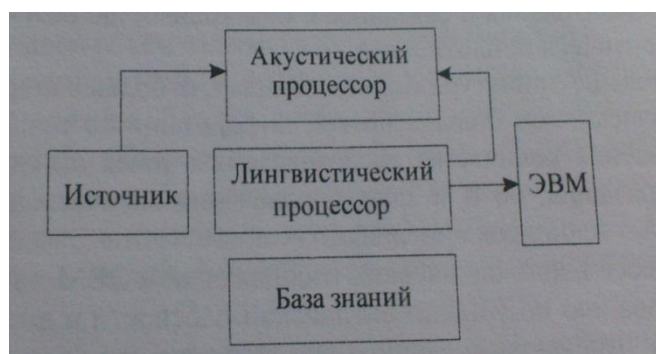 Акустический
процессор
Источник
Лингвистический
процессор
ЭВМ
База знаний